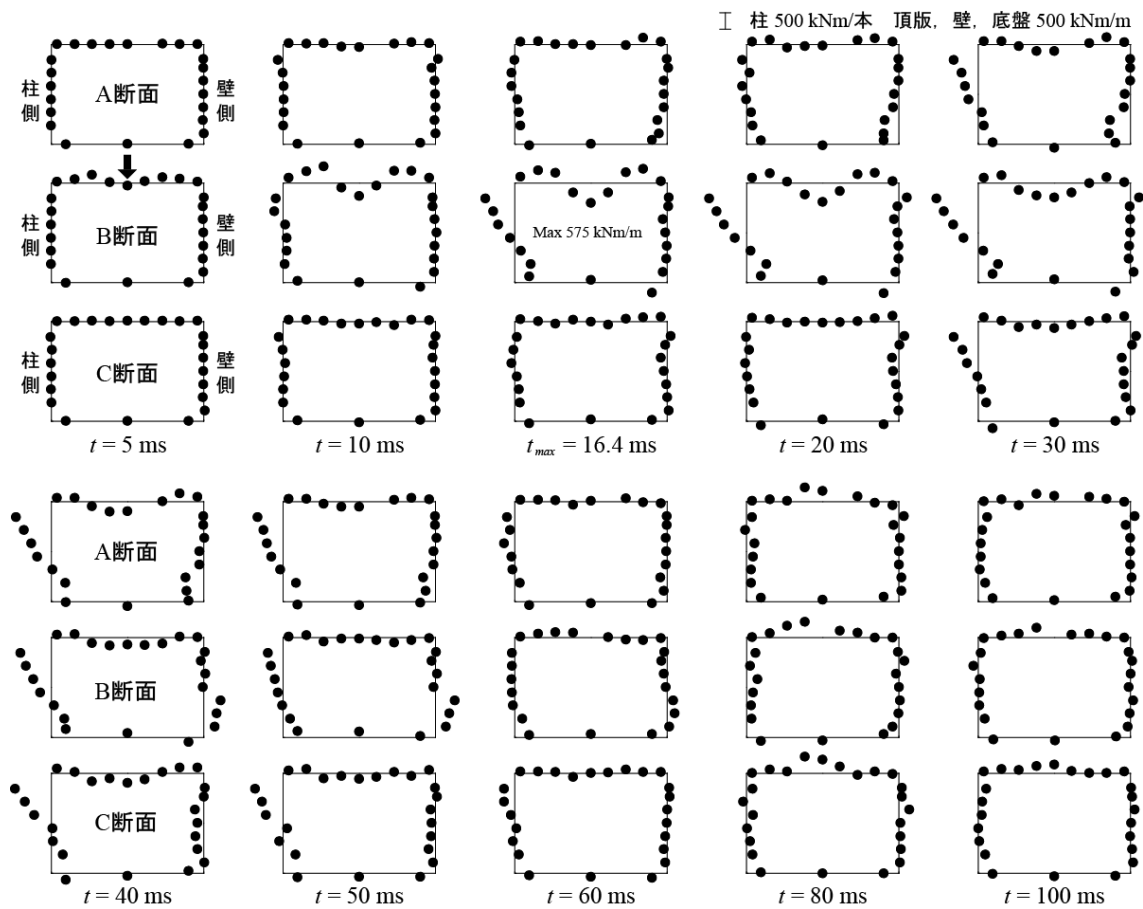 柱 500 kNm/本 頂版，壁，底盤 500 kNm/m
柱側
A断面
壁側
柱側
B断面
壁側
Max 575 kNm/m
柱側
C断面
壁側
t = 5 ms
t = 10 ms
tmax = 16.4 ms
t = 20 ms
t = 30 ms
A断面
B断面
C断面
t = 40 ms
t = 50 ms
t = 60 ms
t = 80 ms
t = 100 ms